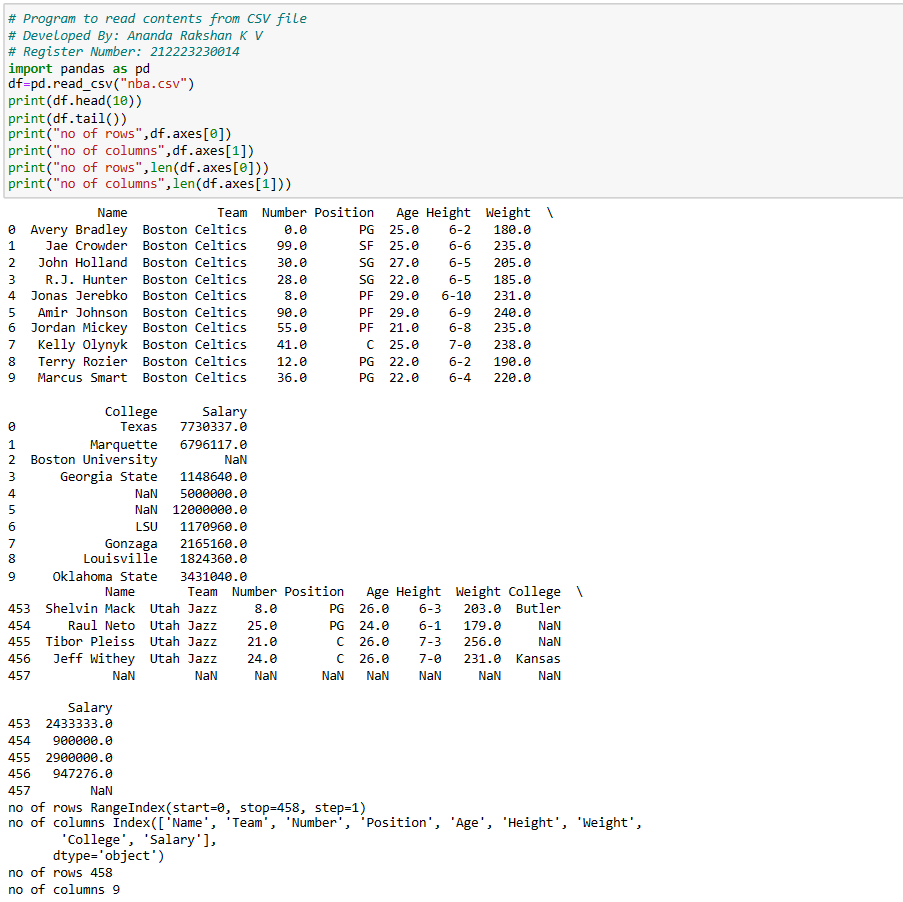 # Program to read contents from CSV file
# Developed By: Ananda Rakshan K V
# Register Number: 212223230014
import pandas as pd
df=pd.read_csv("nba.csv")
print(df.head(10))
print(df.tail())
print("no of rows",df.axes[0])
print("no of columns",df.axes[1])
print("no of rows",len(df.axes[0]))
print("no of columns",len(df.axes[1]))
Name Team Number Position Age Height Weight \
0 Avery Bradley Boston Celtics 0.0 PG 25.0 6-2 180.0
1 Jae Crowder Boston Celtics 99.0 SF 25.0 6-6 235.0
2 John Holland Boston Celtics 30.0 SG 27.0 6-5 205.0
3 R.J. Hunter Boston Celtics 28.0 SG 22.0 6-5 185.0
4 Jonas Jerebko Boston Celtics 8.0 PF 29.0 6-10 231.0
5 Amir Johnson Boston Celtics 90.0 PF 29.0 6-9 240.0
6 Jordan Mickey Boston Celtics 55.0 PF 21.0 6-8 235.0
7 Kelly Olynyk Boston Celtics 41.0 C 25.0 7-0 238.0
8 Terry Rozier Boston Celtics 12.0 PG 22.0 6-2 190.0
9 Marcus Smart Boston Celtics 36.0 PG 22.0 6-4 220.0
College Salary
0 Texas 7730337.0
1 Marquette 6796117.0
2 Boston University NaN
3 Georgia State 1148640.0
4 NaN 5000000.0
5 NaN 12000000.0
6 LSU 1170960.0
7 Gonzaga 2165160.0
8 Louisville 1824360.0
9 Oklahoma State 3431040.0
Name Team Number Position Age Height Weight College \
453 Shelvin Mack Utah Jazz 8.0 PG 26.0 6-3 203.0 Butler
454 Raul Neto Utah Jazz 25.0 PG 24.0 6-1 179.0 NaN
455 Tibor Pleiss Utah Jazz 21.0 C 26.0 7-3 256.0 NaN
456 Jeff Withey Utah Jazz 24.0 C 26.0 7-0 231.0 Kansas
457 NaN NaN NaN NaN NaN NaN NaN NaN
Salary
453 2433333.0
454 900000.0
455 2900000.0
456 947276.0
457 NaN
no of rows RangeIndex(start=0, stop=458, step=1)
no of columns Index(['Name', 'Team', 'Number', 'Position', 'Age', 'Height', 'Weight',
'College', 'Salary'],
dtype='object')
no of rows 458
no of columns 9